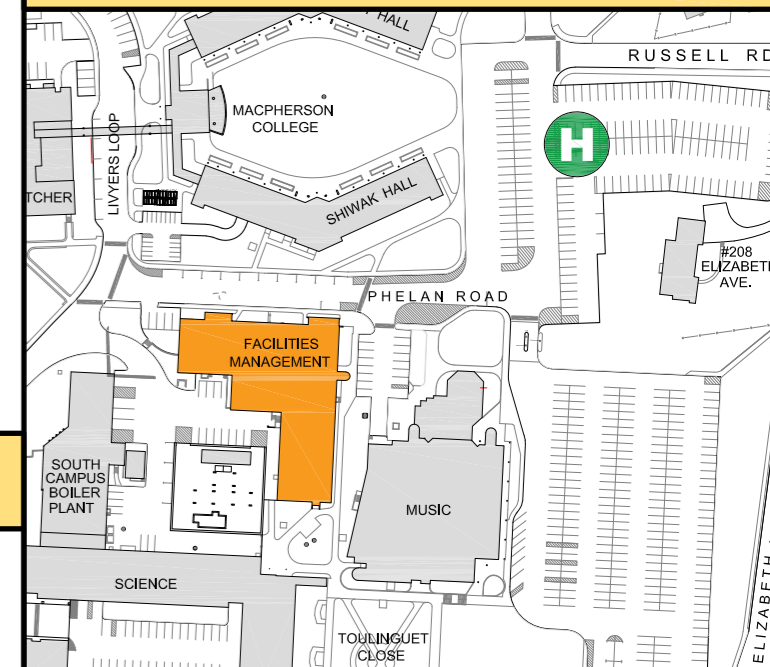 HALL
RUSSELL RD
MACPHERSON
COLLEGE
H
LIVYERS LOOP
TCHER
SHIWAK HALL
#208
ELIZABETH
AVE.
PHELAN ROAD
FACILITIES
MANAGEMENT
SOUTH
CAMPUS
BOILER
PLANT
MUSIC
SCIENCE
ELIZABETH
TOULINGUET
CLOSE